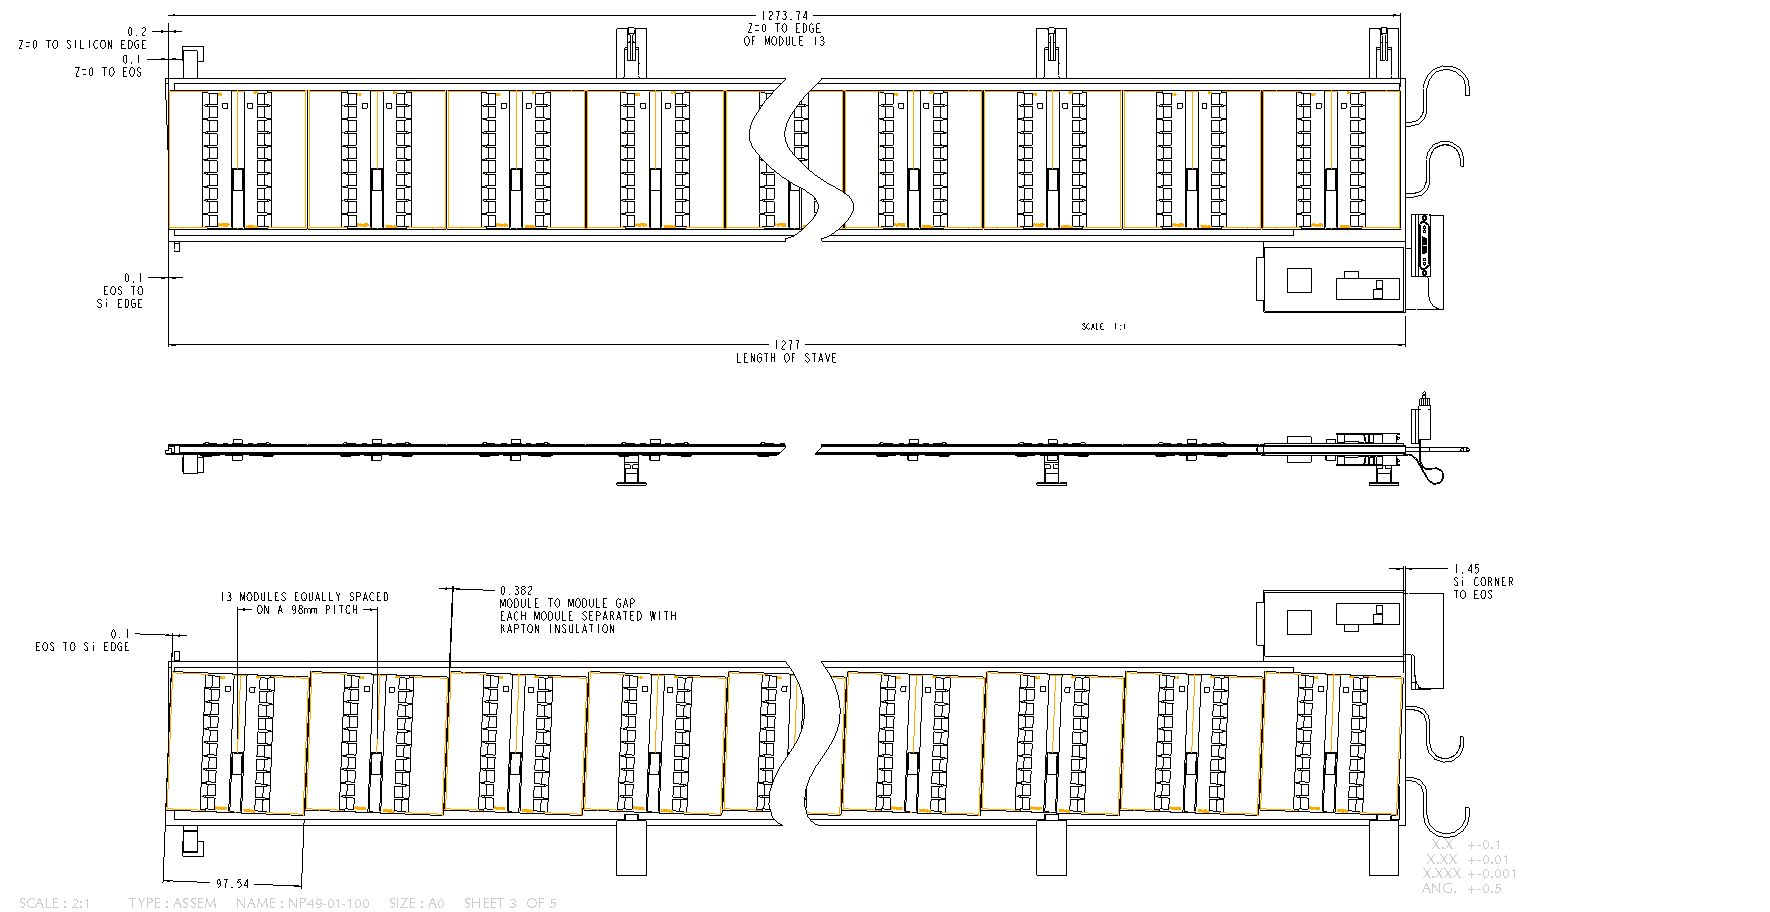 1273.74
Z=0 TO EDGE
OF MODULE 13
0.2
Z=0 TO SILICON EDGE
0.1
Z=0 TO EOS
0.1
EOS TO
Si EDGE
SCALE 1:1
1277
LENGTH OF STAVE
13 MODULES EQUALLY SPACED
ON A 98mm PITCH
0.382
MODULE TO MODULE GAP
EACH MODULE SEPARATED WITH
KAPTON INSULATION
1.45
Si CORNER
TO EOS
0.1
EOS TO Si EDGE
97.54
X.X +-0.1
X.XX +-0.01
X.XXX +-0.001
ANG. +-0.5
SCALE : 2:1 TYPE : ASSEM NAME : NP49-01-100 SIZE : A0 SHEET 3 OF 5